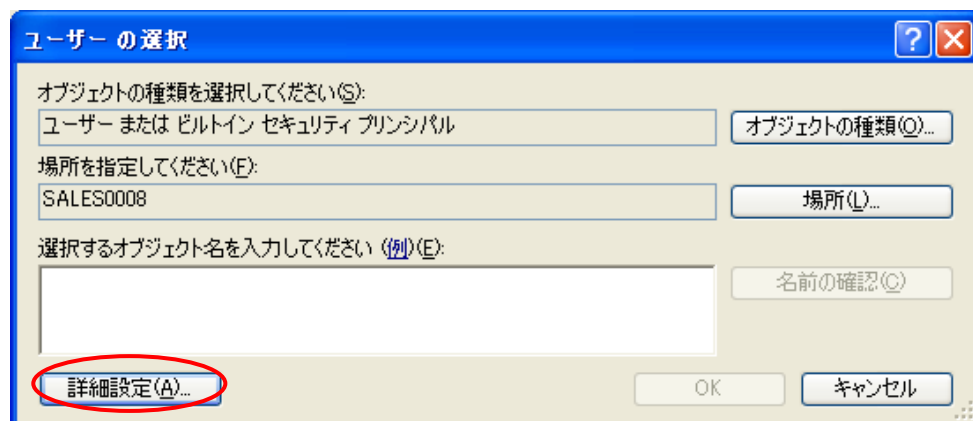 ユーザー の選択
オブジェクトの種類を選択してください(S):
ユーザー または ビルトイン セキュリティ プリンシパル
オブジェクトの種類(O)...
場所を指定してください(F):
SALES0008
場所(L)...
選択するオブジェクト名を入力してください (例)(E):
名前の確認(C)
詳細設定(A)...
OK
キャンセル